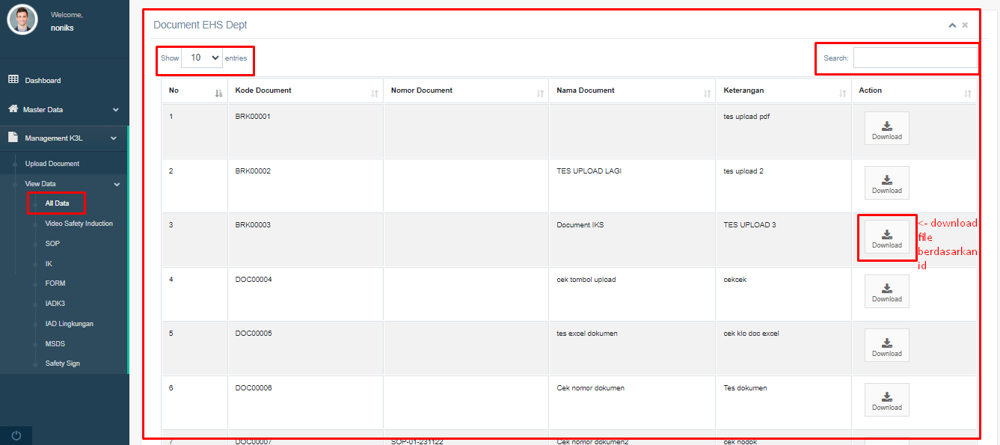 Welcome,
noniks
Dashboard
Master Data
Management K3L
Upload Document
View Data
All Data
Video Safety Induction
SOP
IK
FORM
IADK3
IAD Lingkungan
MSDS
Safety Sign
Document EHS Dept
Show 10 entries
Search:
No Kode Document Nomor Document Nama Document Keterangan Action
1 BRK00001 tes upload pdf Download
2 BRK00002 TES UPLOAD LAGI tes upload 2 Download
3 BRK00003 Document IKS TES UPLOAD 3 Download
<- download
file
berdasarkan
id
4 DOC00004 cek tombol upload cekcek Download
5 DOC00005 tes excel dokumen cek klo doc excel Download
6 DOC00006 Cek nomor dokumen Tes dokumen Download
7 DOC00007 SOP-01-231122 Cek nomor dokumen2 cek nodok